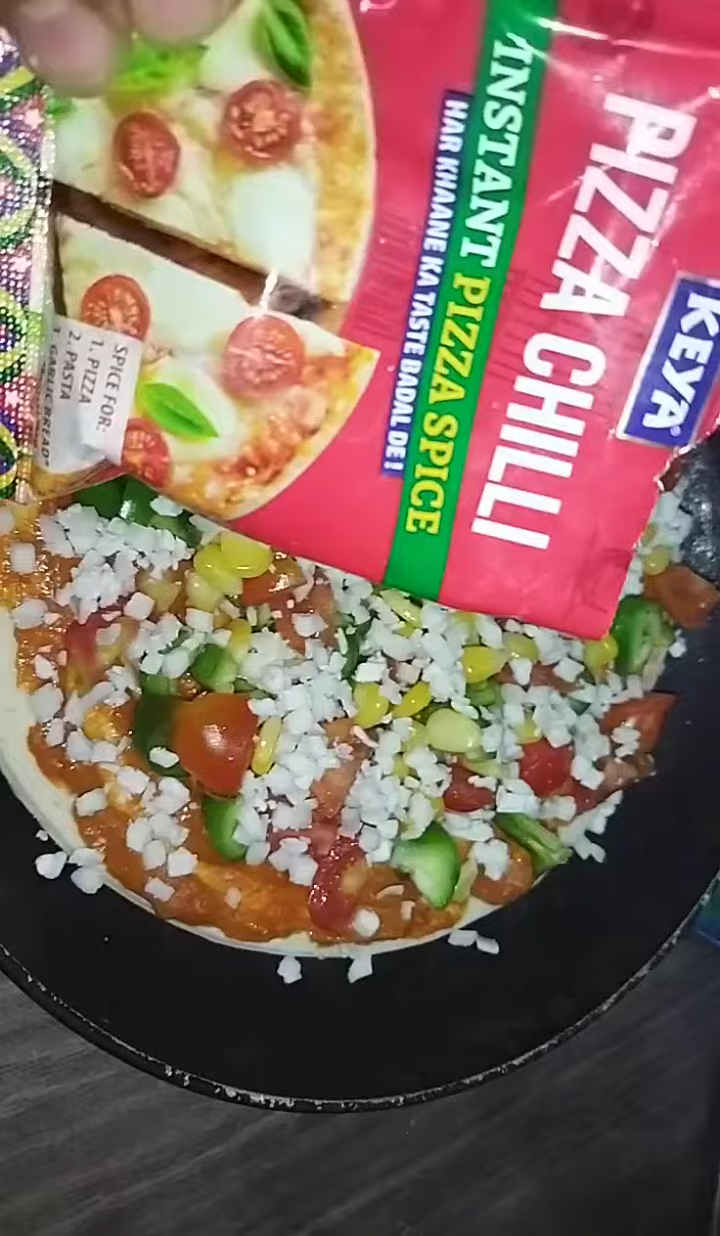 KEYA
PIZZA CHILLI
INSTANT PIZZA SPICE
HAR KHAANE KA TASTE BADAL DE!
SPICE FOR:
1. PIZZA
2. PASTA
3. GARLIC BREAD